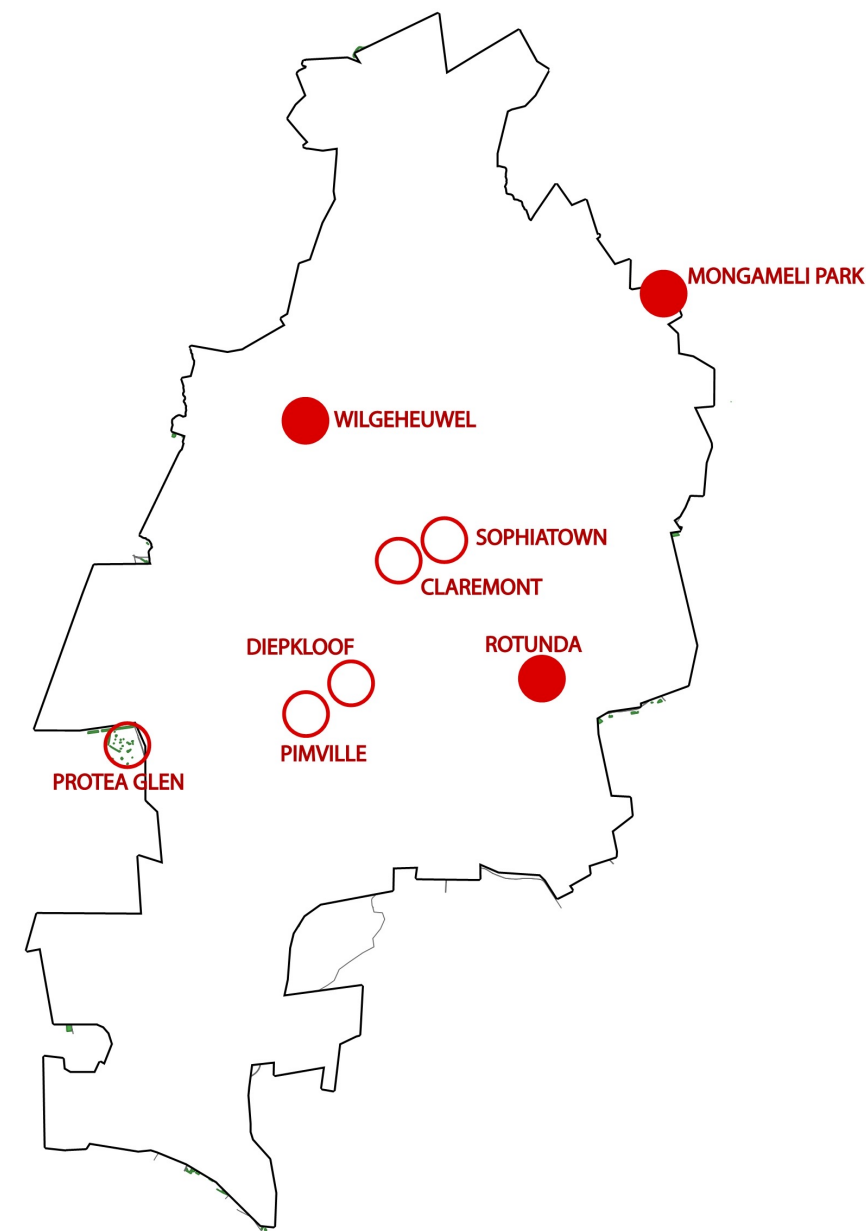 MONGAMELI PARK
WILGEHEUWEL
SOPHIATOWN
CLAREMONT
DIEPKLOOF
ROTUNDA
PIMVILLE
PROTEA GLEN